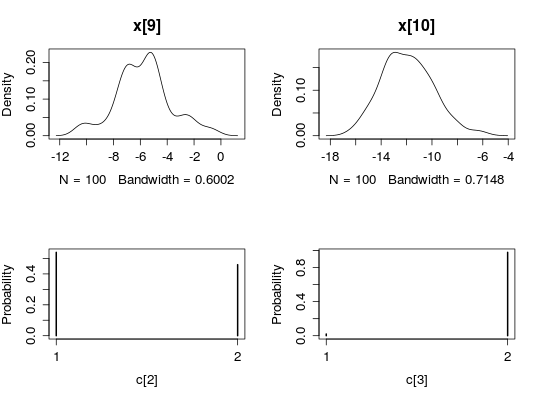 x[9]
x[10]
Density
0.00 0.10 0.20
-12 -8 -6 -4 -2 0
N = 100 Bandwidth = 0.6002
Density
0.00 0.10
-18 -14 -10 -6 -4
N = 100 Bandwidth = 0.7148
Probability
0.0 0.2 0.4
1 2
c[2]
Probability
0.0 0.4 0.8
1 2
c[3]